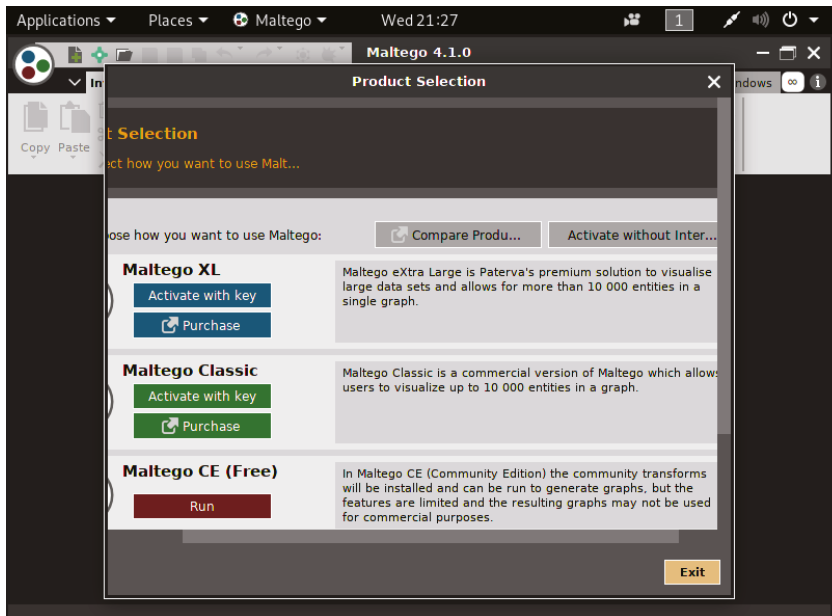 Applications Places Maltego Wed 21:27 1
Maltego 4.1.0
In
Product Selection
ndows
Copy Paste
t Selection
ect how you want to use Malt...
ose how you want to use Maltego:
Compare Produ...
Activate without Inter...
Maltego XL
Activate with key
Purchase
Maltego eXtra Large is Paterva's premium solution to visualise
large data sets and allows for more than 10 000 entities in a
single graph.
Maltego Classic
Activate with key
Purchase
Maltego Classic is a commercial version of Maltego which allows
users to visualize up to 10 000 entities in a graph.
Maltego CE (Free)
Run
In Maltego CE (Community Edition) the community transforms
will be installed and can be run to generate graphs, but the
features are limited and the resulting graphs may not be used
for commercial purposes.
Exit